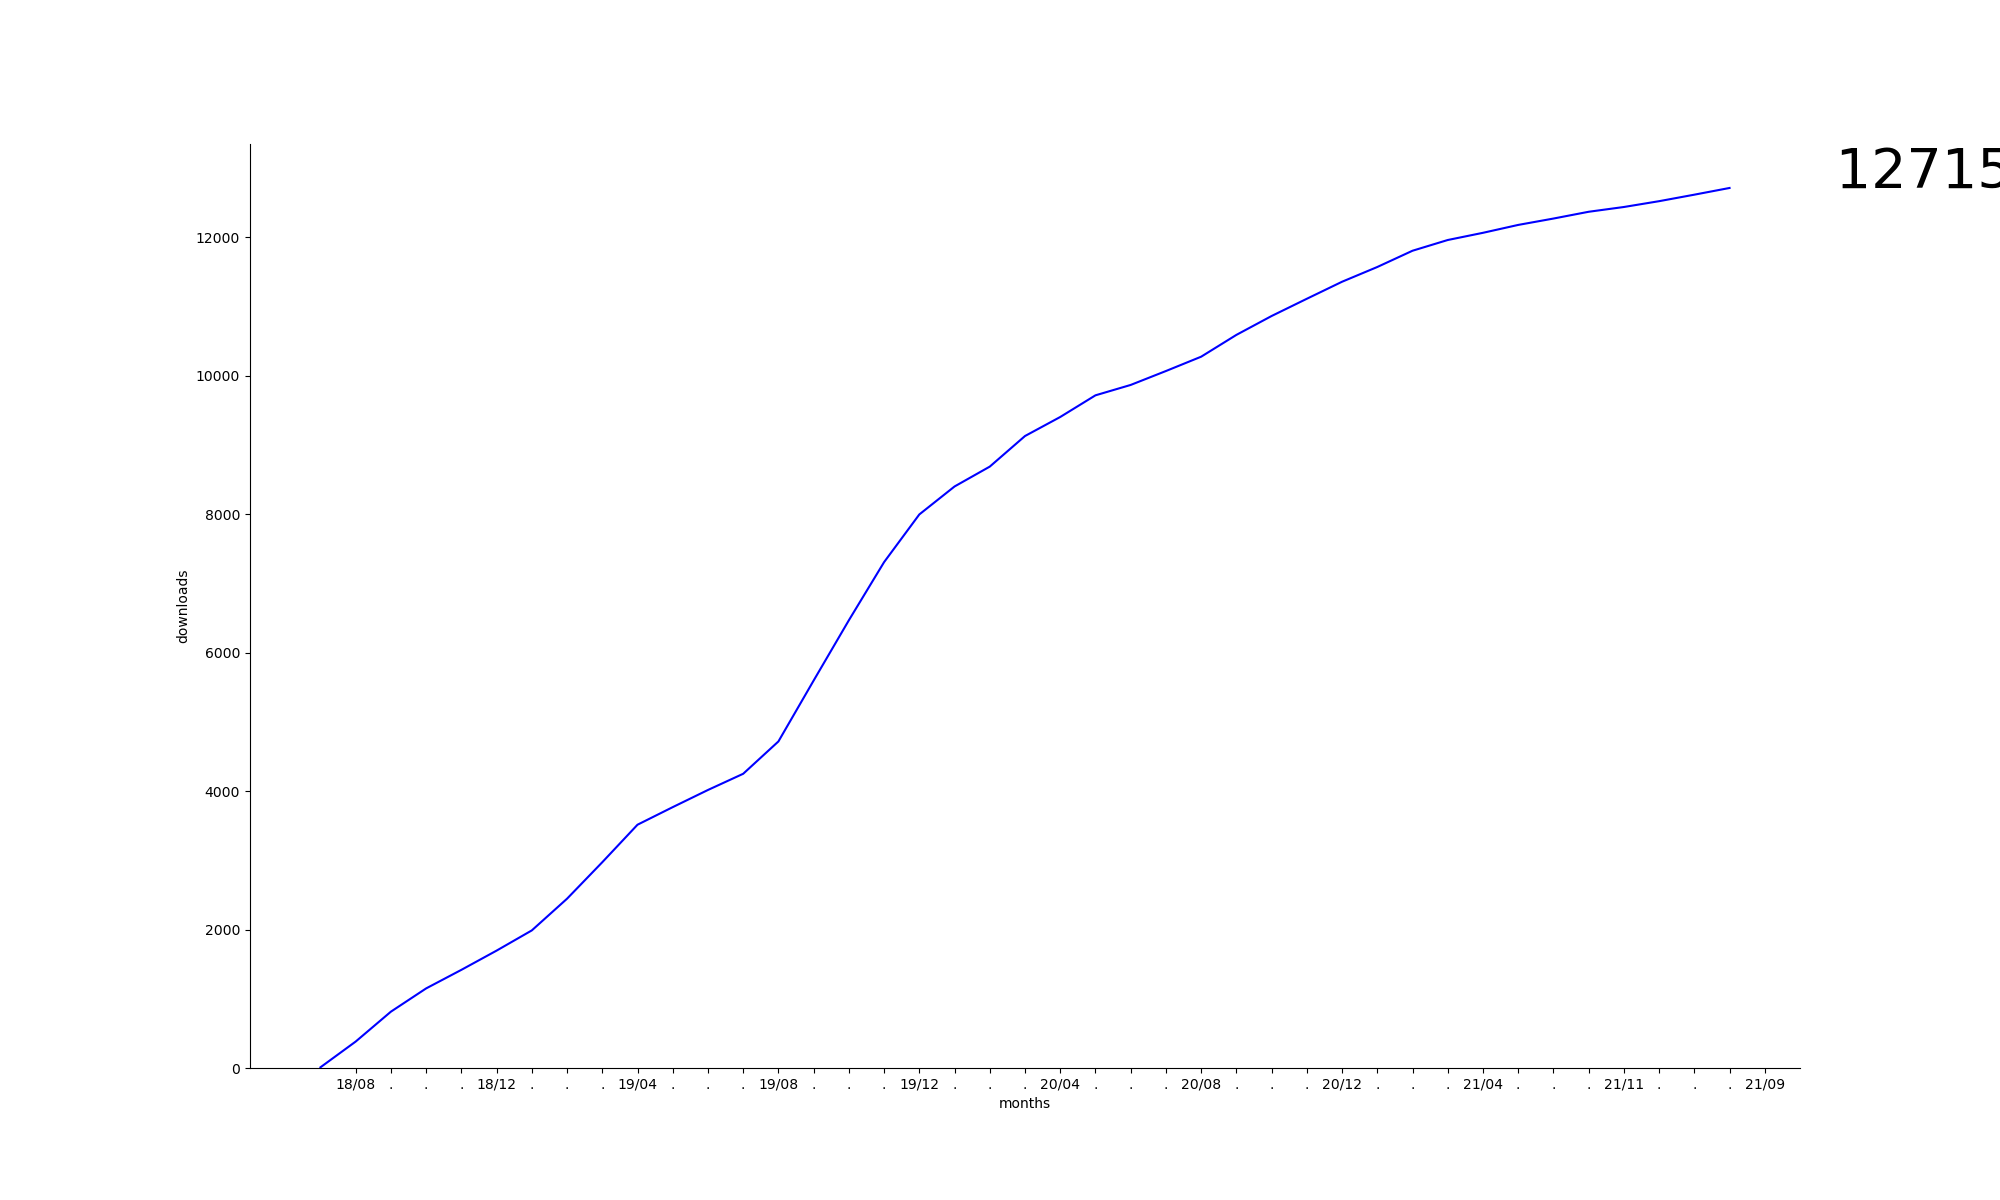 12715
12000
10000
8000
6000
4000
2000
0
downloads
18/08 . . . 18/12 . . . 19/04 . . . 19/08 . . . 19/12 . . . 20/04 . . . 20/08 . . . 20/12 . . . 21/04 . . . 21/11 . . . 21/09
months